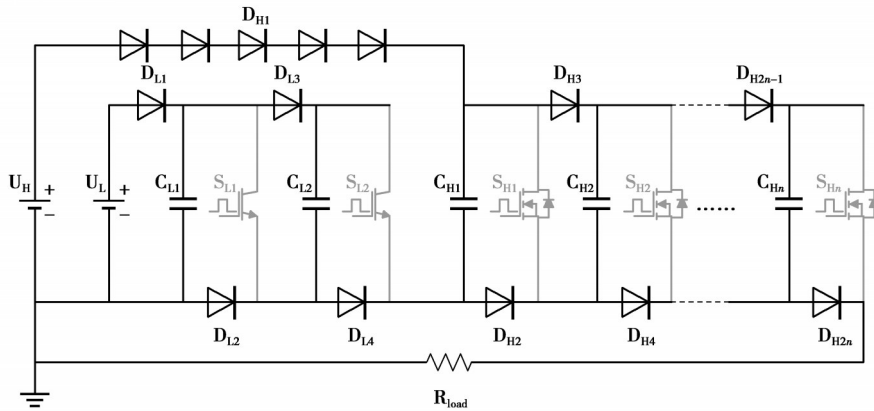 D_H1
D_L1 D_L3 D_H3 D_H2n-1
U_H + U_L + C_L1 S_L1 C_L2 S_L2 C_H1 S_H1 C_H2 S_H2 C_Hn S_Hn
− −
......
D_L2 D_L4 D_H2 D_H4 D_H2n
R_load